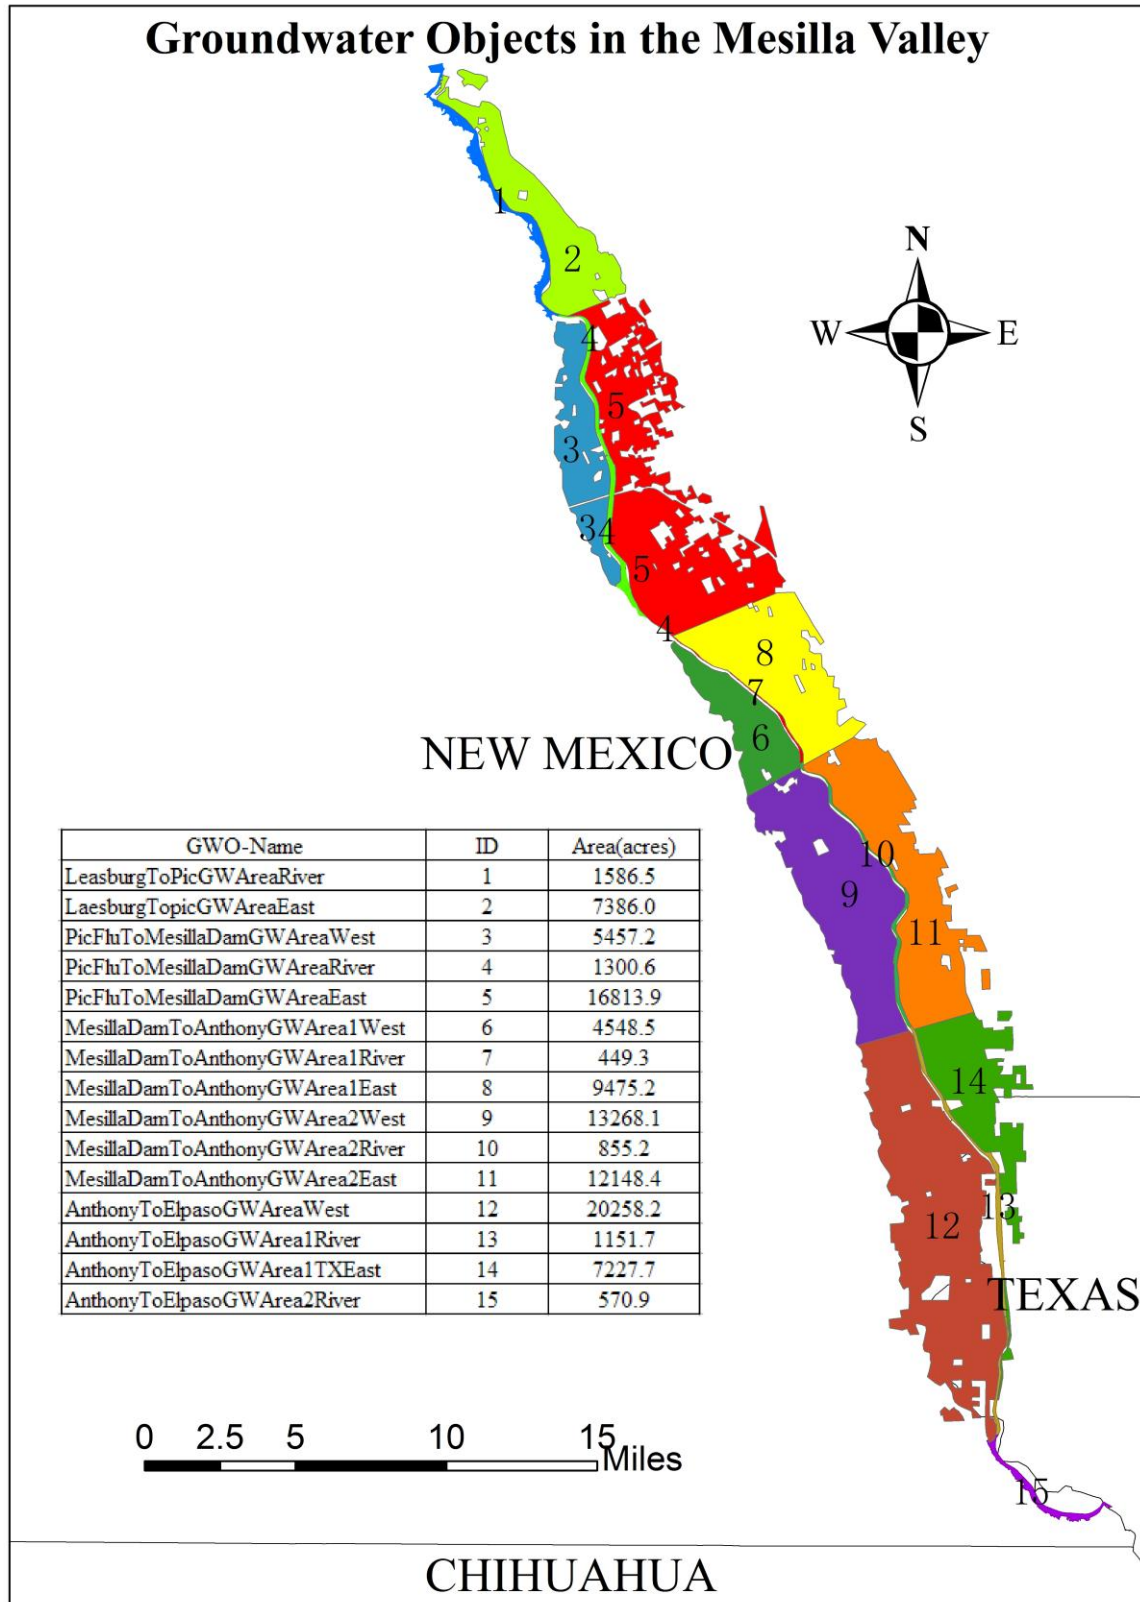 Groundwater Objects in the Mesilla Valley
1
2
N
W E
S
4
5
3
3 4
5
4
8
7
6
NEW MEXICO
10
9
11
GWO-Name ID Area(acres)
LeasburgToPicGWAreaRiver 1 1586.5
LaesburgTopicGWAreaEast 2 7386.0
PicFluToMesillaDamGWAreaWest 3 5457.2
PicFluToMesillaDamGWAreaRiver 4 1300.6
PicFluToMesillaDamGWAreaEast 5 16813.9
MesillaDamToAnthonyGWArea1West 6 4548.5
MesillaDamToAnthonyGWArea1River 7 449.3
MesillaDamToAnthonyGWArea1East 8 9475.2
MesillaDamToAnthonyGWArea2West 9 13268.1
MesillaDamToAnthonyGWArea2River 10 855.2
MesillaDamToAnthonyGWArea2East 11 12148.4
AnthonyToElpasoGWAreaWest 12 20258.2
AnthonyToElpasoGWArea1River 13 1151.7
AnthonyToElpasoGWArea1TXEast 14 7227.7
AnthonyToElpasoGWArea2River 15 570.9
14
13
12
TEXAS
0 2.5 5 10 15 Miles
15
CHIHUAHUA